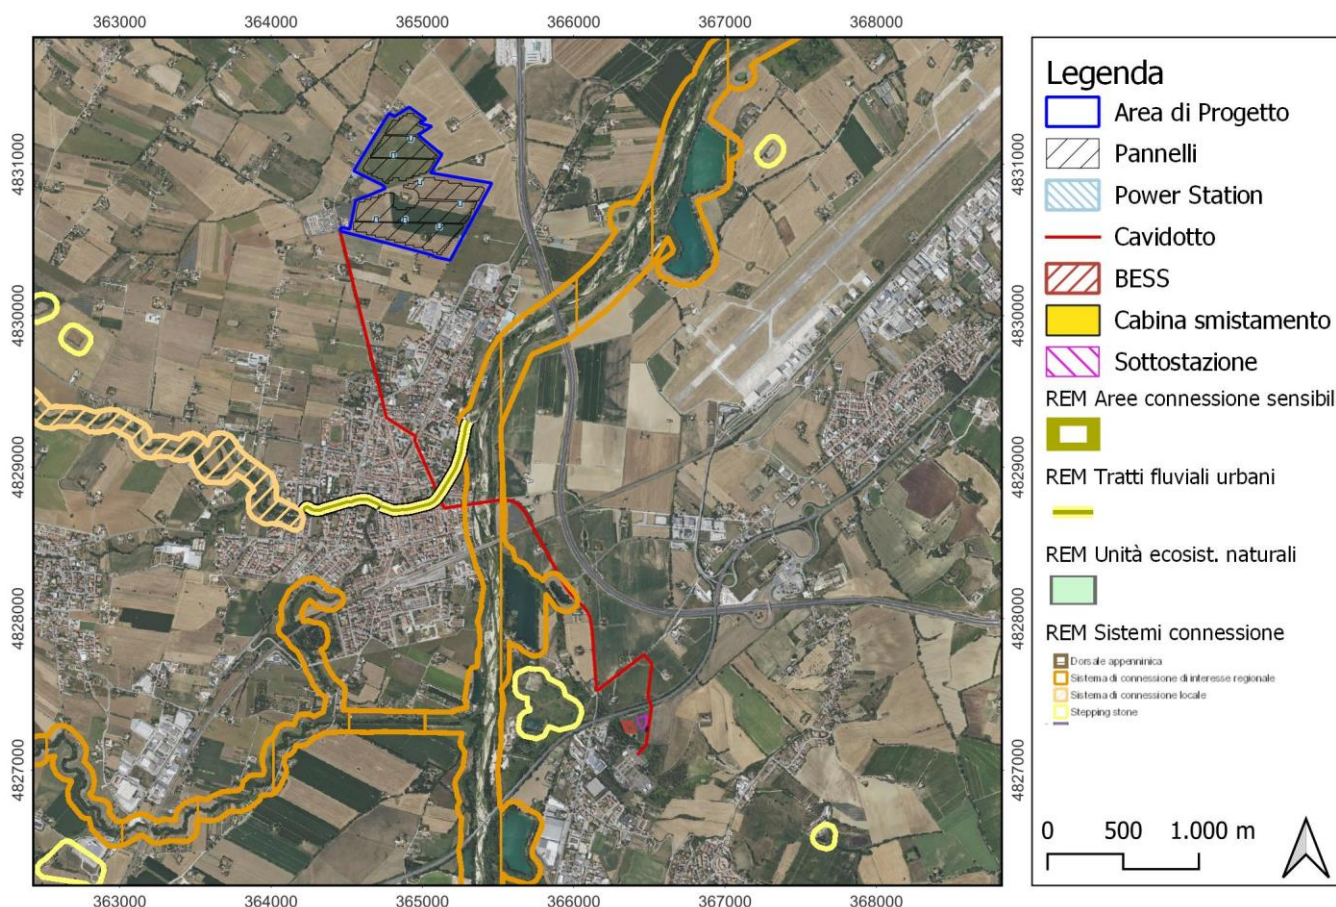 363000 364000 365000 366000 367000 368000
4831000 4831000
4830000 4830000
4829000 4829000
4828000 4828000
4827000 4827000
363000 364000 365000 366000 367000 368000
Legenda
Area di Progetto
Pannelli
Power Station
Cavidotto
BESS
Cabina smistamento
Sottostazione
REM Aree connessione sensibil
REM Tratti fluviali urbani
REM Unità ecosist. naturali
REM Sistemi connessione
Dorsale appenninica
Sistema di connessione di interesse regionale
Sistema di connessione locale
Stepping stone
0 500 1.000 m